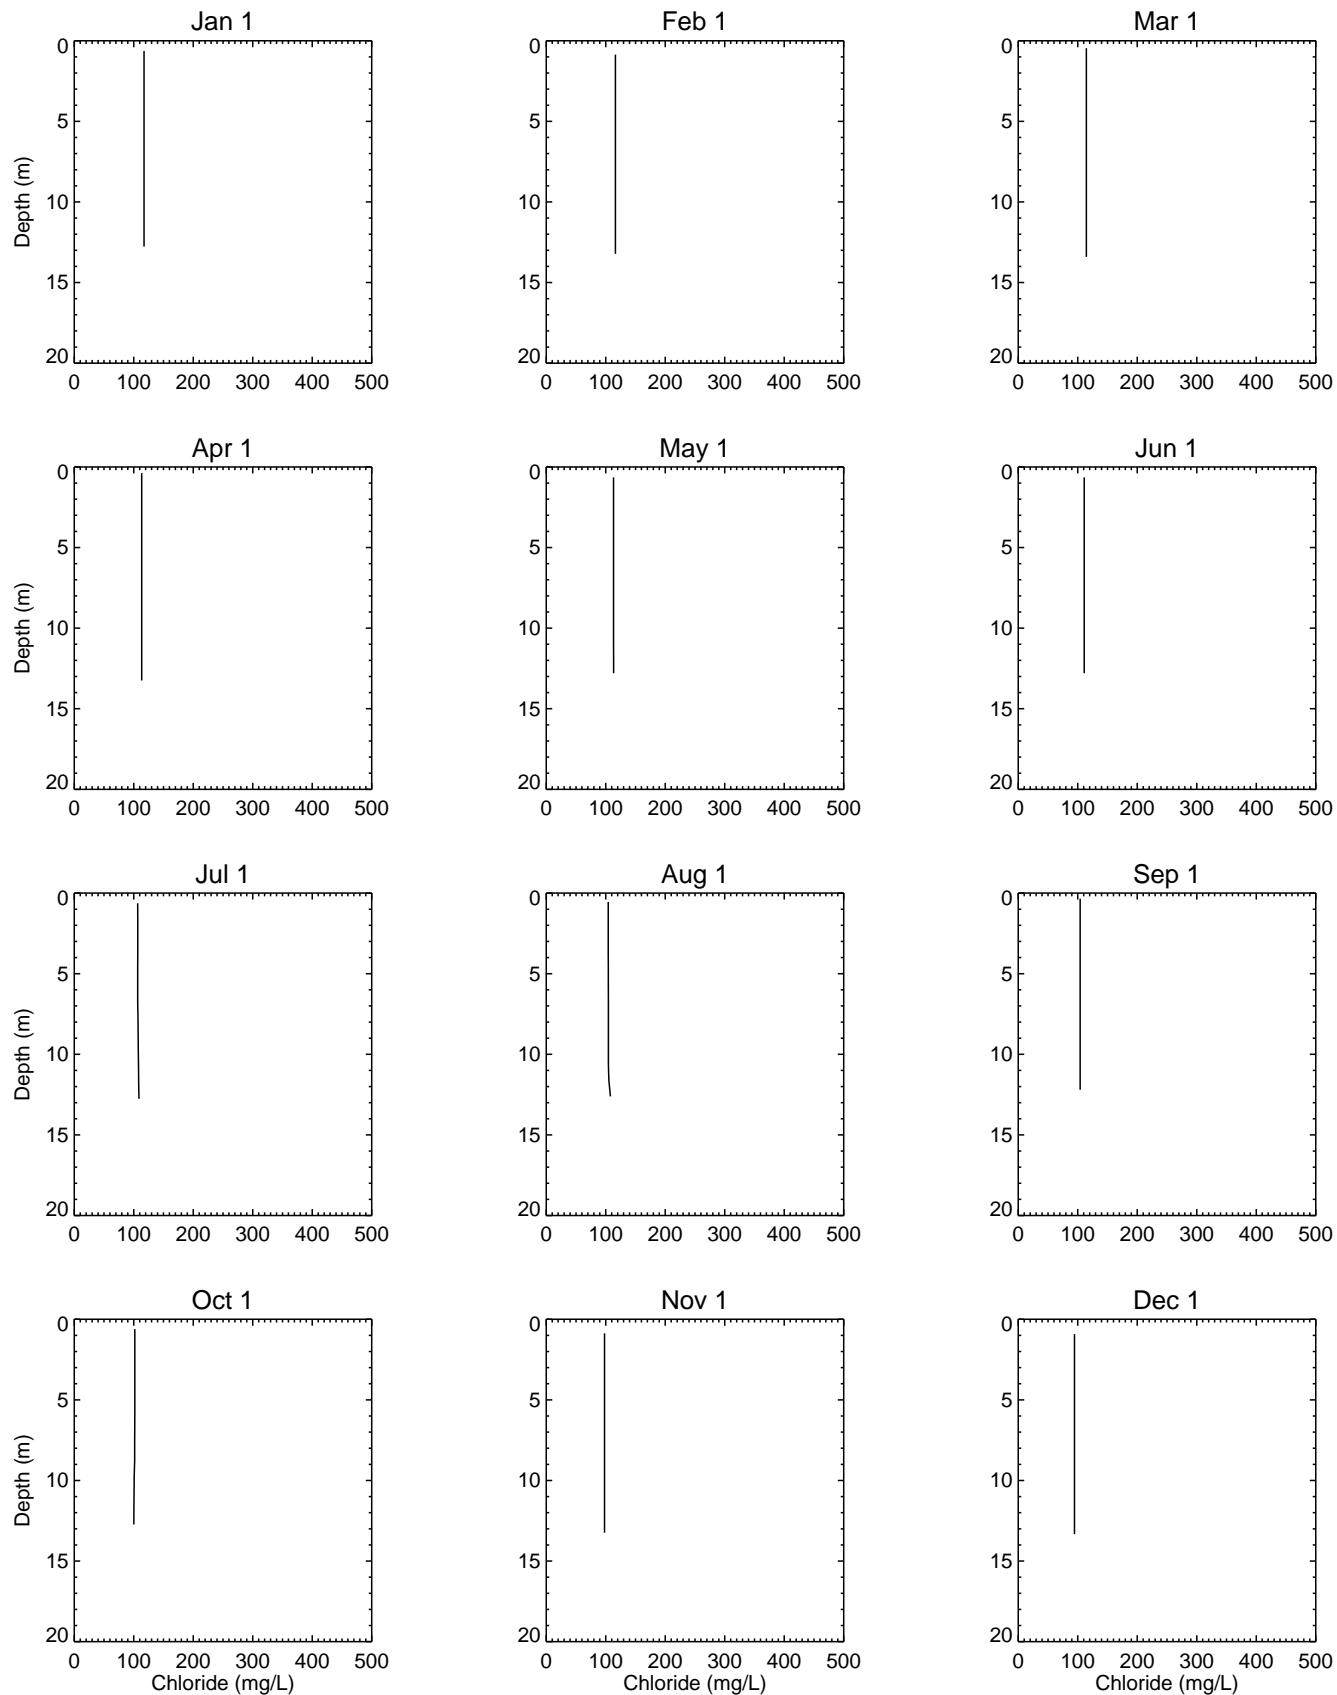 Jan 1 Feb 1 Mar 1
0 0 0
5 5 5
Depth (m)
10 10 10
15 15 15
20 20 20
0 100 200 300 400 500 0 100 200 300 400 500 0 100 200 300 400 500
Apr 1 May 1 Jun 1
0 0 0
5 5 5
Depth (m)
10 10 10
15 15 15
20 20 20
0 100 200 300 400 500 0 100 200 300 400 500 0 100 200 300 400 500
Jul 1 Aug 1 Sep 1
0 0 0
5 5 5
Depth (m)
10 10 10
15 15 15
20 20 20
0 100 200 300 400 500 0 100 200 300 400 500 0 100 200 300 400 500
Oct 1 Nov 1 Dec 1
0 0 0
5 5 5
Depth (m)
10 10 10
15 15 15
20 20 20
0 100 200 300 400 500 0 100 200 300 400 500 0 100 200 300 400 500
Chloride (mg/L) Chloride (mg/L) Chloride (mg/L)